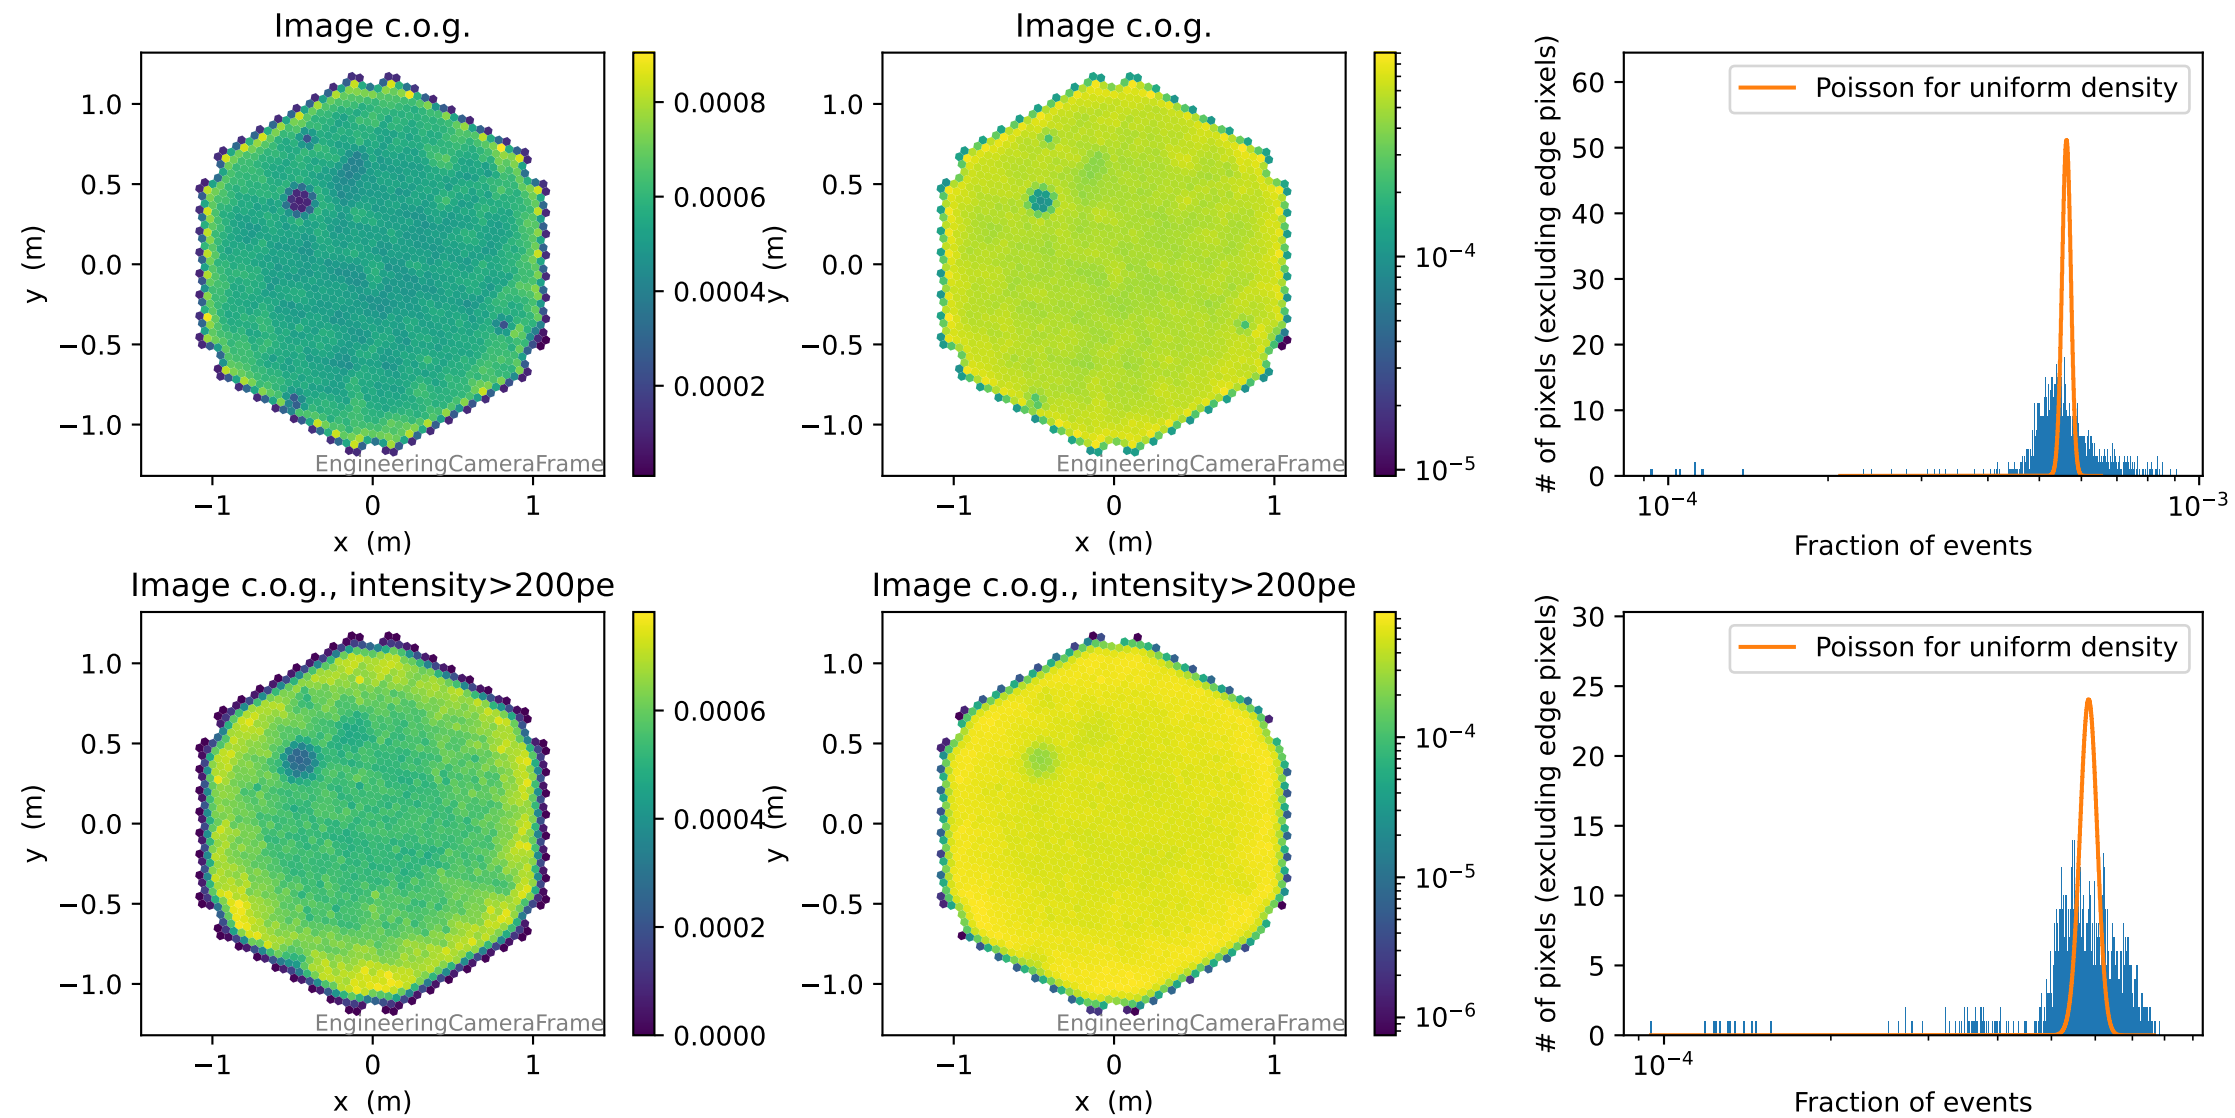 Image c.o.g.
1.0
0.5
0.0
−0.5
−1.0
y (m)
−1
0
1
x (m)
EngineeringCameraFrame
0.0008
0.0006
0.0004
0.0002
Image c.o.g.
1.0
0.5
0.0
−0.5
−1.0
y (m)
−1
0
1
x (m)
EngineeringCameraFrame
10⁻⁴
10⁻⁵
# of pixels (excluding edge pixels)
60
50
40
30
20
10
0
Poisson for uniform density
10⁻⁴
10⁻³
Fraction of events
Image c.o.g., intensity>200pe
1.0
0.5
0.0
−0.5
−1.0
y (m)
−1
0
1
x (m)
EngineeringCameraFrame
0.0006
0.0004
0.0002
0.0000
Image c.o.g., intensity>200pe
1.0
0.5
0.0
−0.5
−1.0
y (m)
−1
0
1
x (m)
EngineeringCameraFrame
10⁻⁴
10⁻⁵
10⁻⁶
# of pixels (excluding edge pixels)
30
25
20
15
10
5
0
Poisson for uniform density
10⁻⁴
Fraction of events